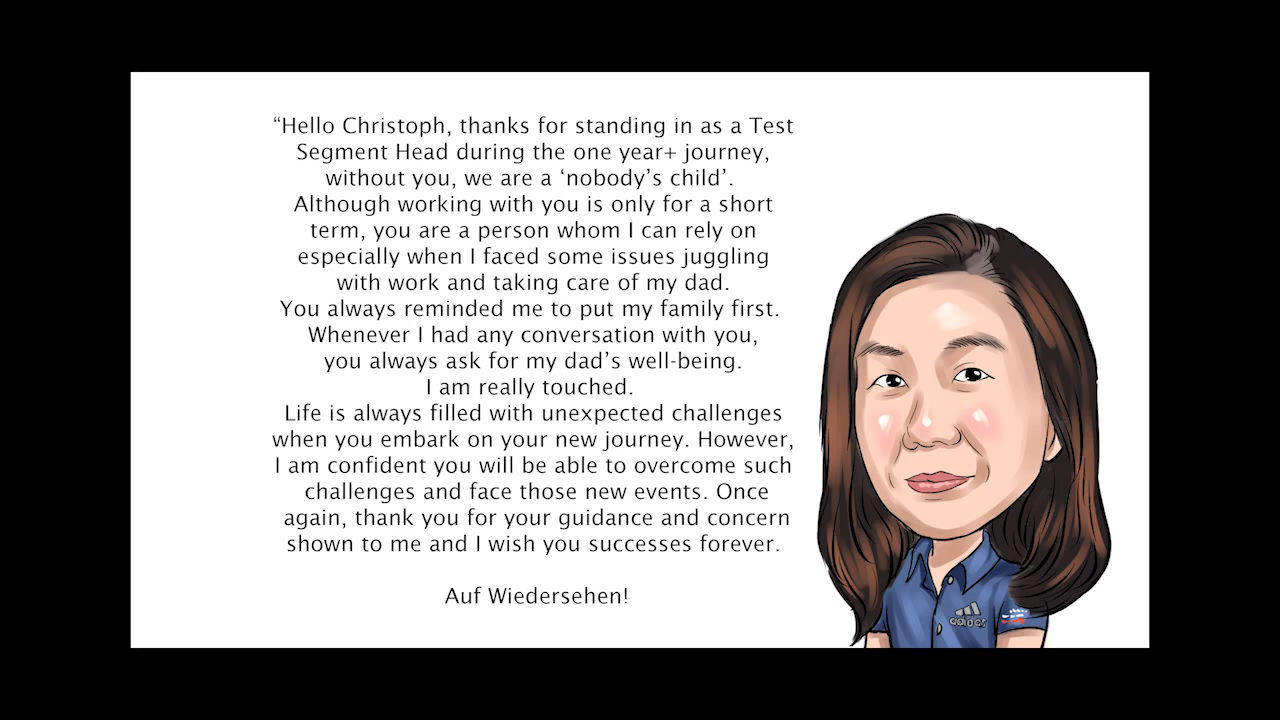 “Hello Christoph, thanks for standing in as a Test
Segment Head during the one year+ journey,
without you, we are a ‘nobody’s child’.
Although working with you is only for a short
term, you are a person whom I can rely on
especially when I faced some issues juggling
with work and taking care of my dad.
You always reminded me to put my family first.
Whenever I had any conversation with you,
you always ask for my dad’s well-being.
I am really touched.
Life is always filled with unexpected challenges
when you embark on your new journey. However,
I am confident you will be able to overcome such
challenges and face those new events. Once
again, thank you for your guidance and concern
shown to me and I wish you successes forever.
Auf Wiedersehen!
adidas